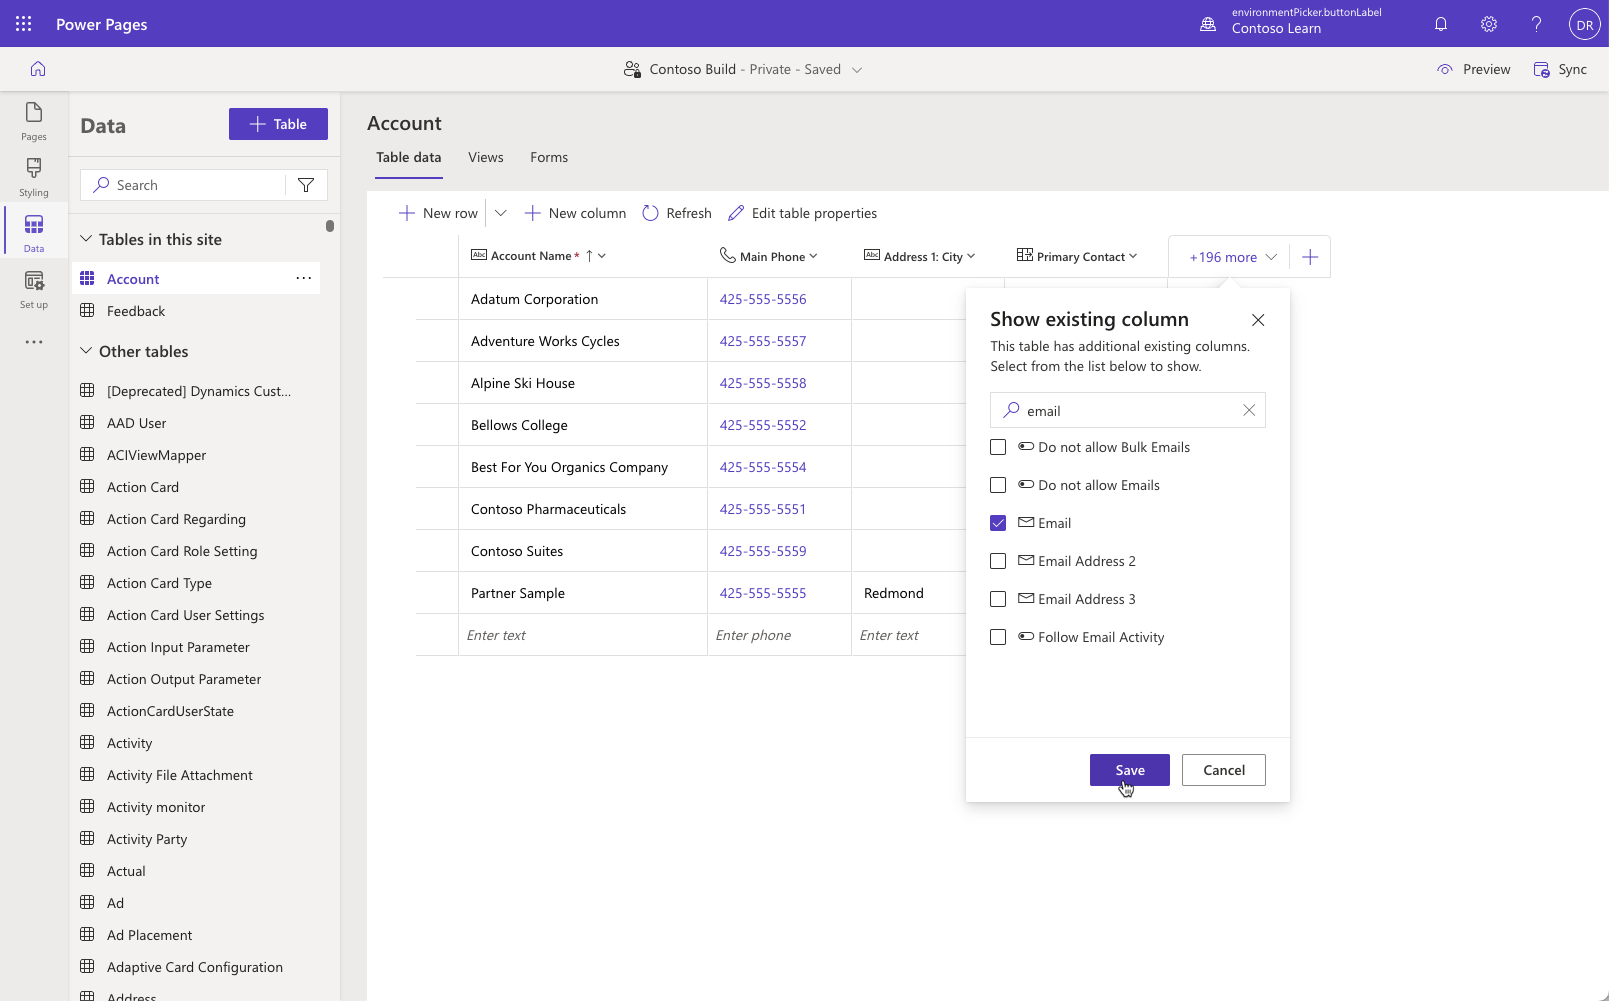 Power Pages
environmentPicker.buttonLabel
Contoso Learn
?
DR
Contoso Build - Private - Saved
Preview
Sync
Pages
Styling
Data
Set up
Data
Table
Search
Tables in this site
Account
Feedback
Other tables
[Deprecated] Dynamics Cust...
AAD User
ACIViewMapper
Action Card
Action Card Regarding
Action Card Role Setting
Action Card Type
Action Card User Settings
Action Input Parameter
Action Output Parameter
ActionCardUserState
Activity
Activity File Attachment
Activity monitor
Activity Party
Actual
Ad
Ad Placement
Adaptive Card Configuration
Address
Account
Table data Views Forms
New row New column Refresh Edit table properties
Abc Account Name * ↑ Main Phone Abc Address 1: City Primary Contact +196 more
Adatum Corporation 425-555-5556
Adventure Works Cycles 425-555-5557
Alpine Ski House 425-555-5558
Bellows College 425-555-5552
Best For You Organics Company 425-555-5554
Contoso Pharmaceuticals 425-555-5551
Contoso Suites 425-555-5559
Partner Sample 425-555-5555 Redmond
Enter text Enter phone Enter text
Show existing column
This table has additional existing columns.
Select from the list below to show.
email
Do not allow Bulk Emails
Do not allow Emails
Email
Email Address 2
Email Address 3
Follow Email Activity
Save Cancel